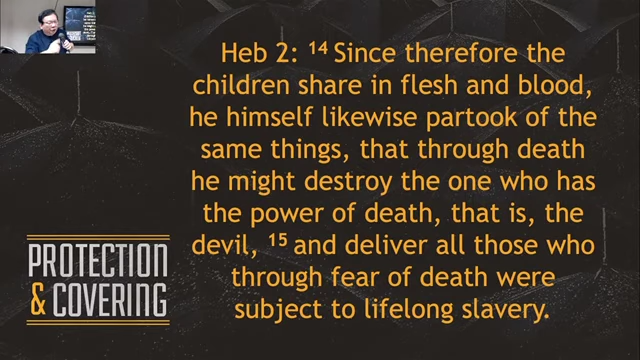 Heb 2: 14 Since therefore the
children share in flesh and blood,
he himself likewise partook of the
same things, that through death
he might destroy the one who has
the power of death, that is, the
devil, 15 and deliver all those who
through fear of death were
subject to lifelong slavery.
PROTECTION
& COVERING